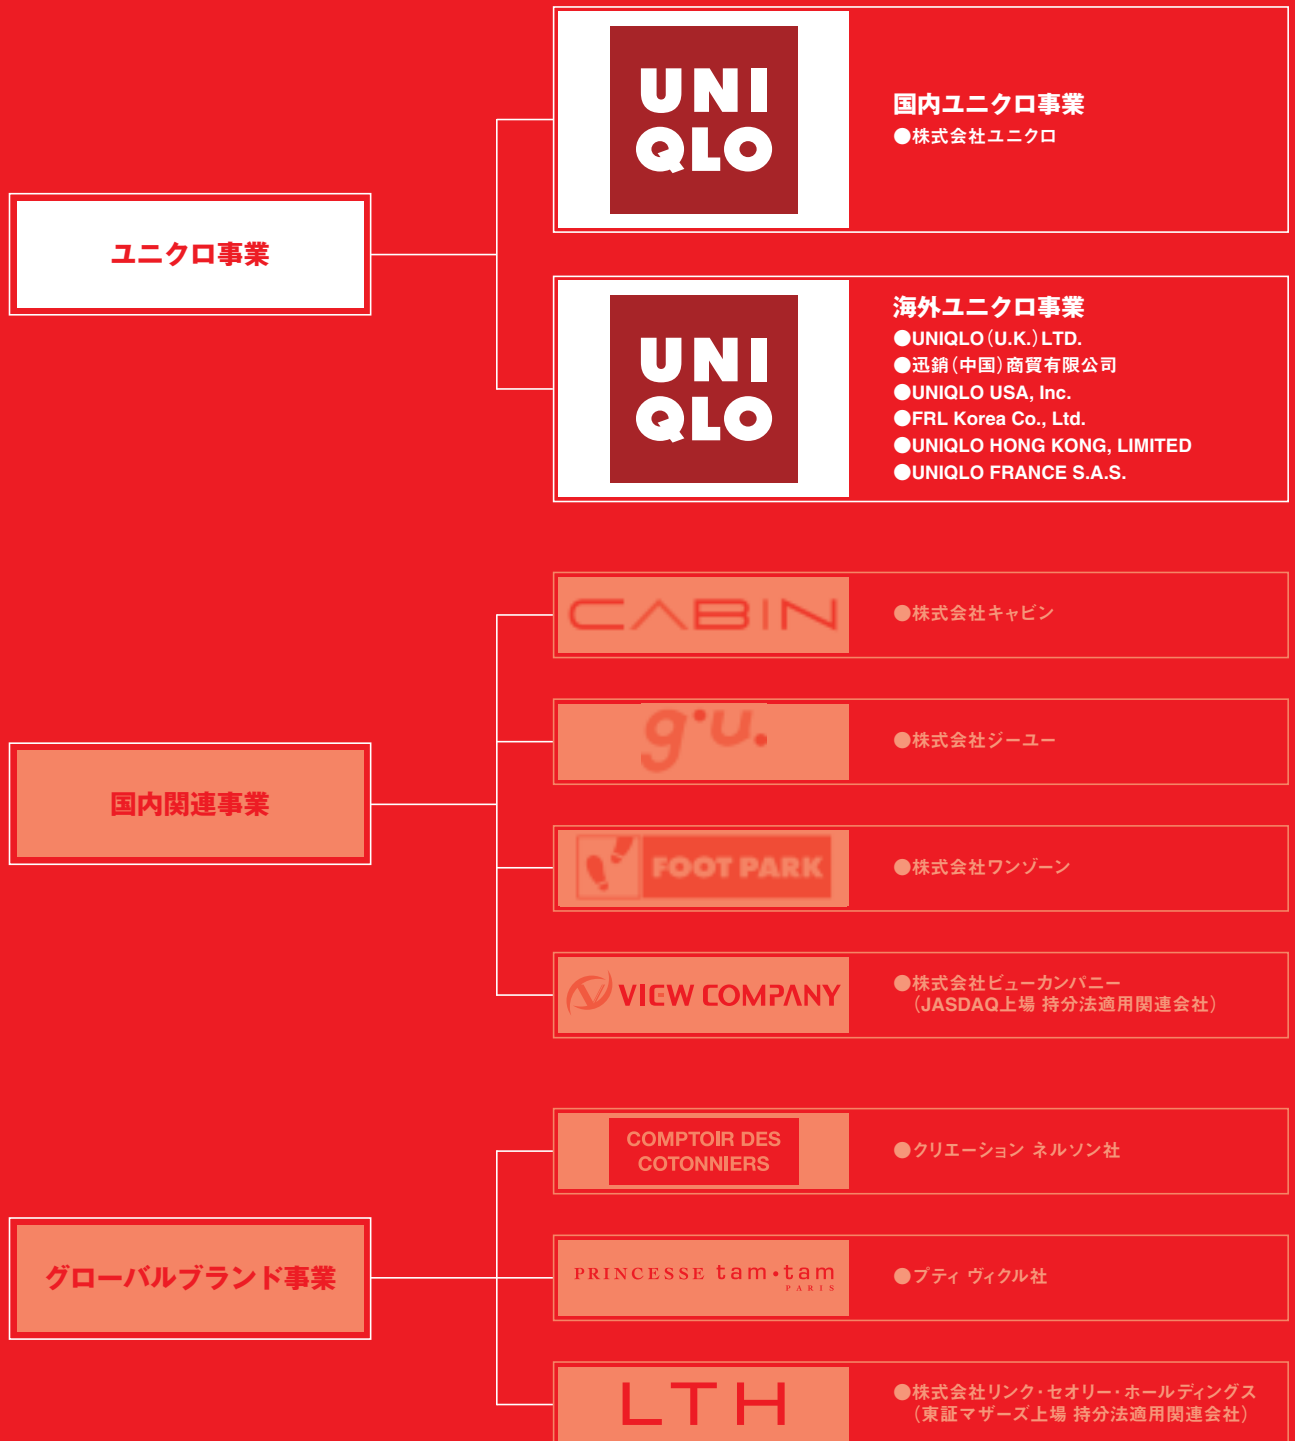 ユニクロ事業
UNI
QLO
国内ユニクロ事業
●株式会社ユニクロ
UNI
QLO
海外ユニクロ事業
●UNIQLO（U.K.）LTD.
●迅銷（中国）商貿有限公司
●UNIQLO USA, Inc.
●FRL Korea Co., Ltd.
●UNIQLO HONG KONG, LIMITED
●UNIQLO FRANCE S.A.S.
国内関連事業
CABIN
●株式会社キャビン
g.u.
●株式会社ジーユー
FOOT PARK
●株式会社ワンゾーン
VIEW COMPANY
●株式会社ビューカンパニー
（JASDAQ上場 持分法適用関連会社）
グローバルブランド事業
COMPTOIR DES
COTONNIERS
●クリエーション ネルソン社
PRINCESSE tam•tam
PARIS
●プティ ヴィクル社
LTH
●株式会社リンク・セオリー・ホールディングス
（東証マザーズ上場 持分法適用関連会社）